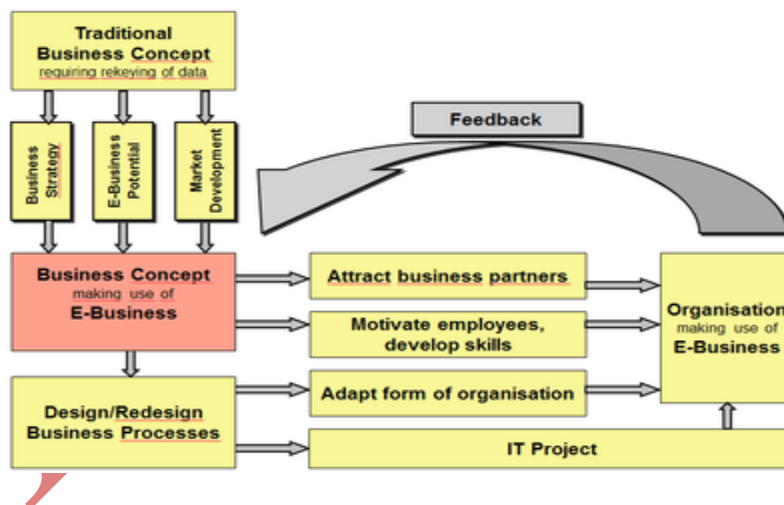 Traditional
Business Concept
requiring rekeying of data
Feedback
Business
Strategy
E-Business
Potential
Market
Development
Business Concept
making use of
E-Business
Attract business partners
Organisation
making use of
E-Business
Motivate employees,
develop skills
Design/Redesign
Business Processes
Adapt form of organisation
IT Project